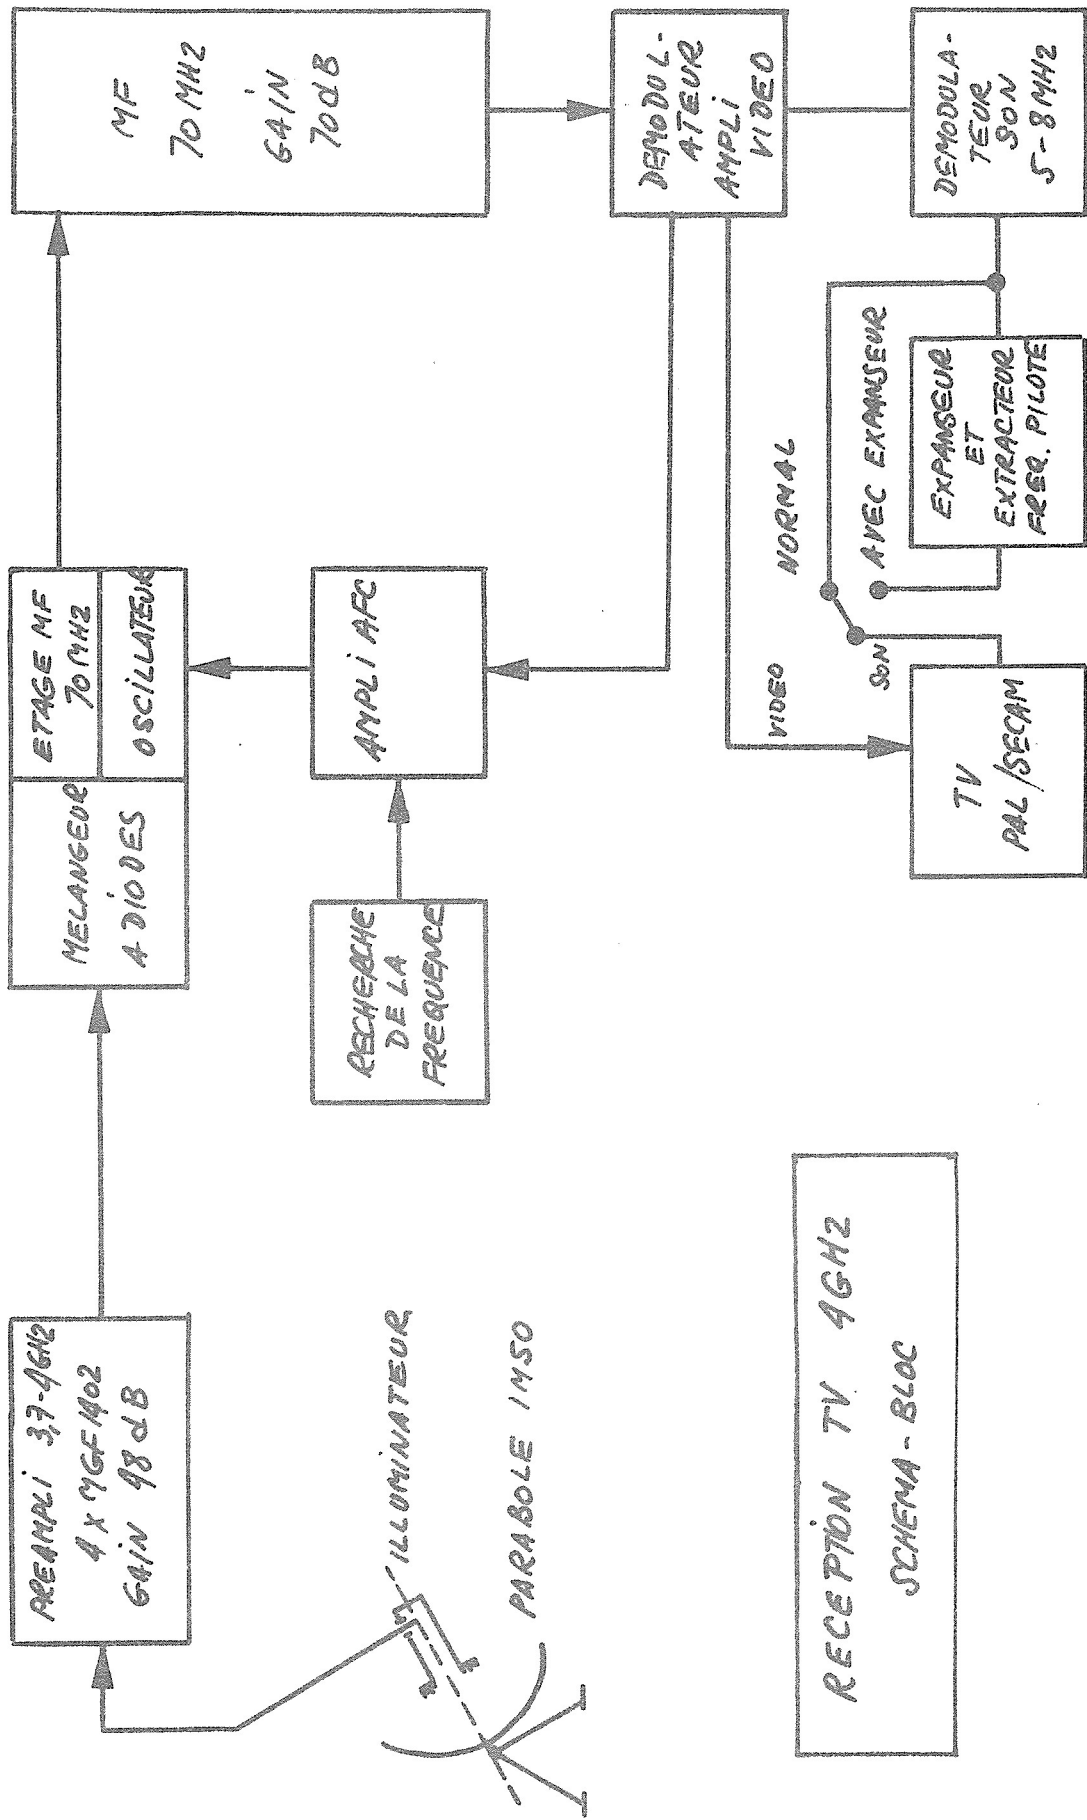 PREAMPLI 3,7-4GHZ
4 x MGF1402
GAIN 48 dB
MELANGEUR
A DIODES
ETAGE MF
70 MHZ
OSCILLATEUR
MF
70 MHZ
GAIN
70 dB
ILLUMINATEUR
PARABOLE 1M50
RECHERCHE
DE LA
FREQUENCE
AMPLI AFC
DEMODUL-
ATEUR
AMPLI
VIDEO
VIDEO
NORMAL
SON
AVEC EXPANSEUR
TV
PAL/SECAM
EXPANSEUR
ET
EXTRACTEUR
FREQ. PILOTE
DEMODULA-
TEUR
SON
5-8 MHZ
RECEPTION TV 4GHZ
SCHEMA-BLOC